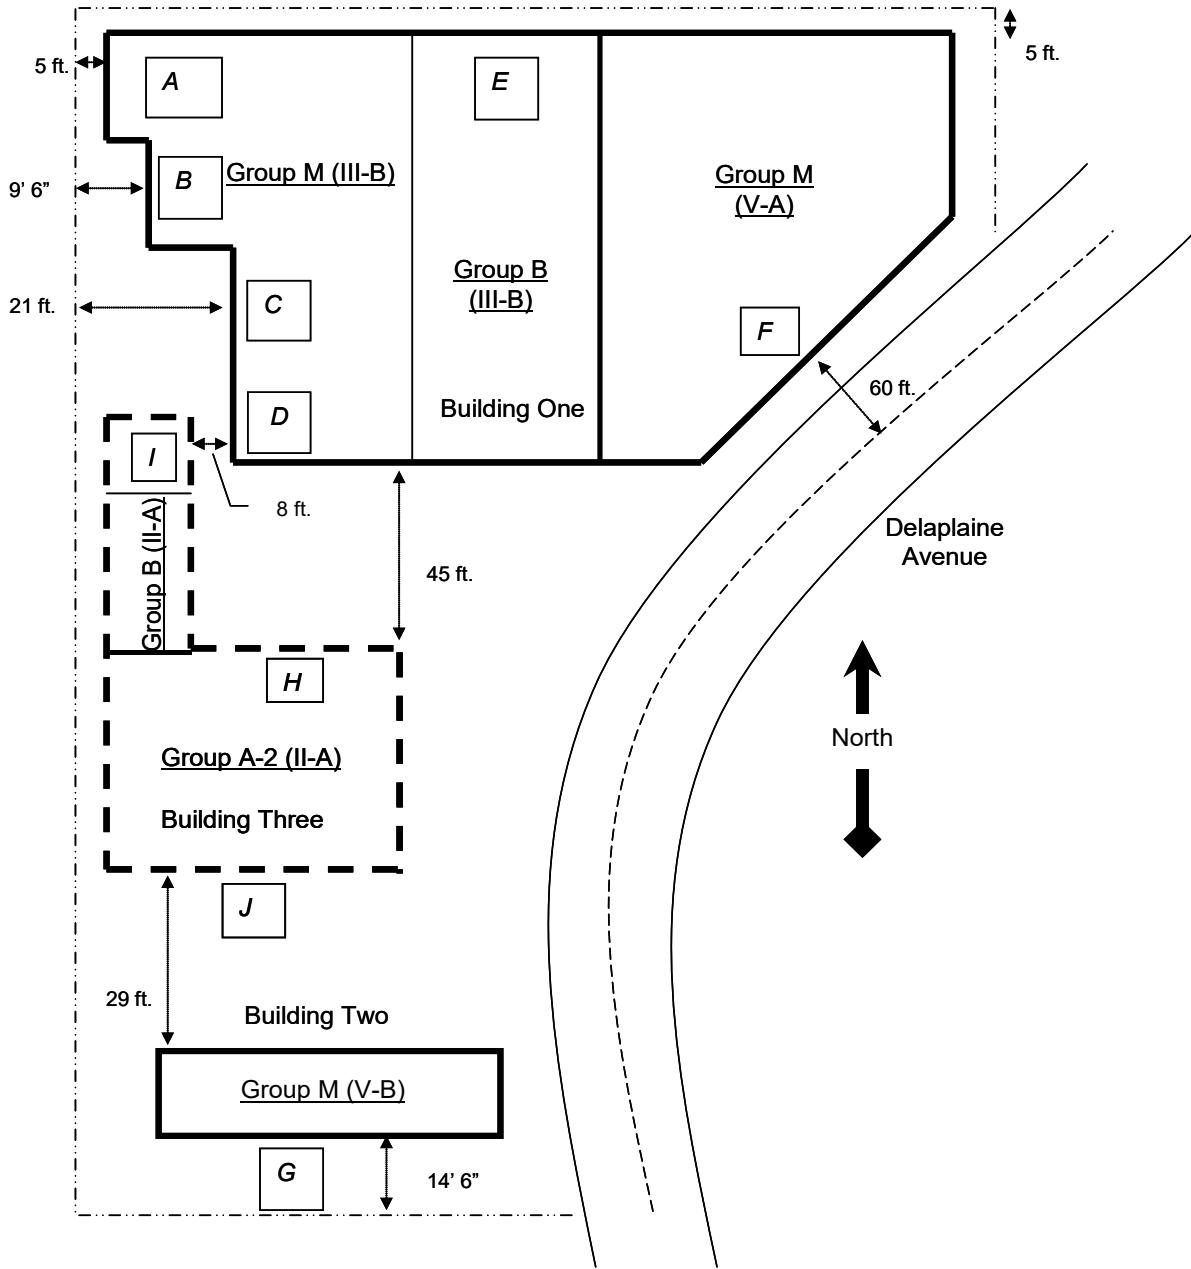 5 ft.
5 ft.
A
E
9’ 6”
B
Group M (III-B)
Group M
(V-A)
Group B
(III-B)
21 ft.
C
F
60 ft.
D
Building One
I
8 ft.
Delaplaine
Avenue
Group B (II-A)
45 ft.
H
North
Group A-2 (II-A)
Building Three
J
29 ft.
Building Two
Group M (V-B)
G
14’ 6”